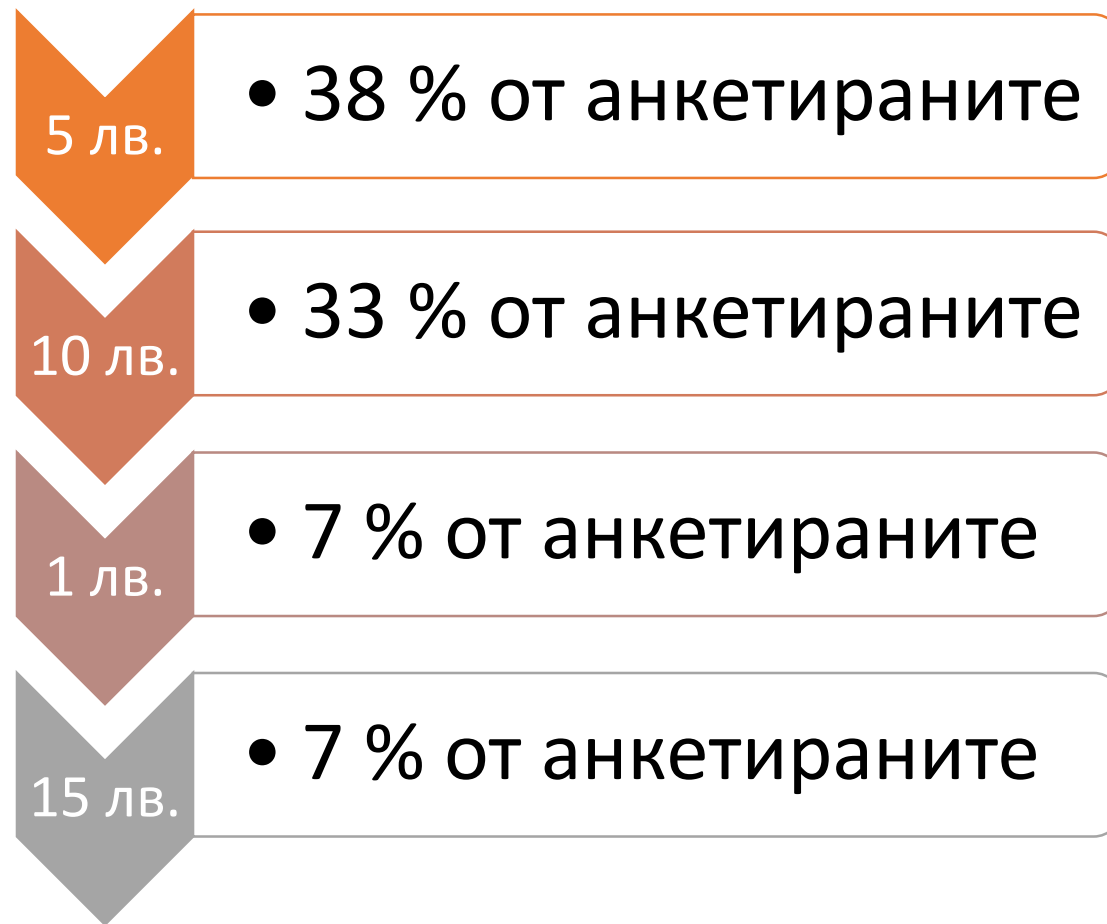 5 лв.
• 38 % от анкетираните
10 лв.
• 33 % от анкетираните
1 лв.
• 7 % от анкетираните
15 лв.
• 7 % от анкетираните